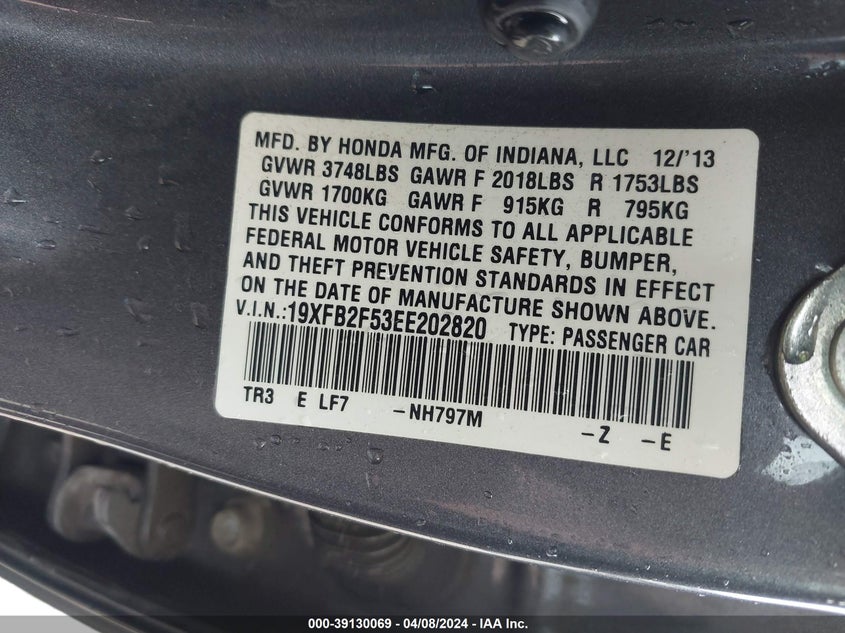 MFD. BY HONDA MFG. OF INDIANA, LLC 12/'13
GVWR 3748LBS GAWR F 2018LBS R 1753LBS
GVWR 1700KG GAWR F 915KG R 795KG
THIS VEHICLE CONFORMS TO ALL APPLICABLE
FEDERAL MOTOR VEHICLE SAFETY, BUMPER,
AND THEFT PREVENTION STANDARDS IN EFFECT
ON THE DATE OF MANUFACTURE SHOWN ABOVE.
V.I.N.:19XFB2F53EE202820 TYPE: PASSENGER CAR
TR3 E LF7 -NH797M -Z -E
000-39130069 - 04/08/2024 - IAA Inc.